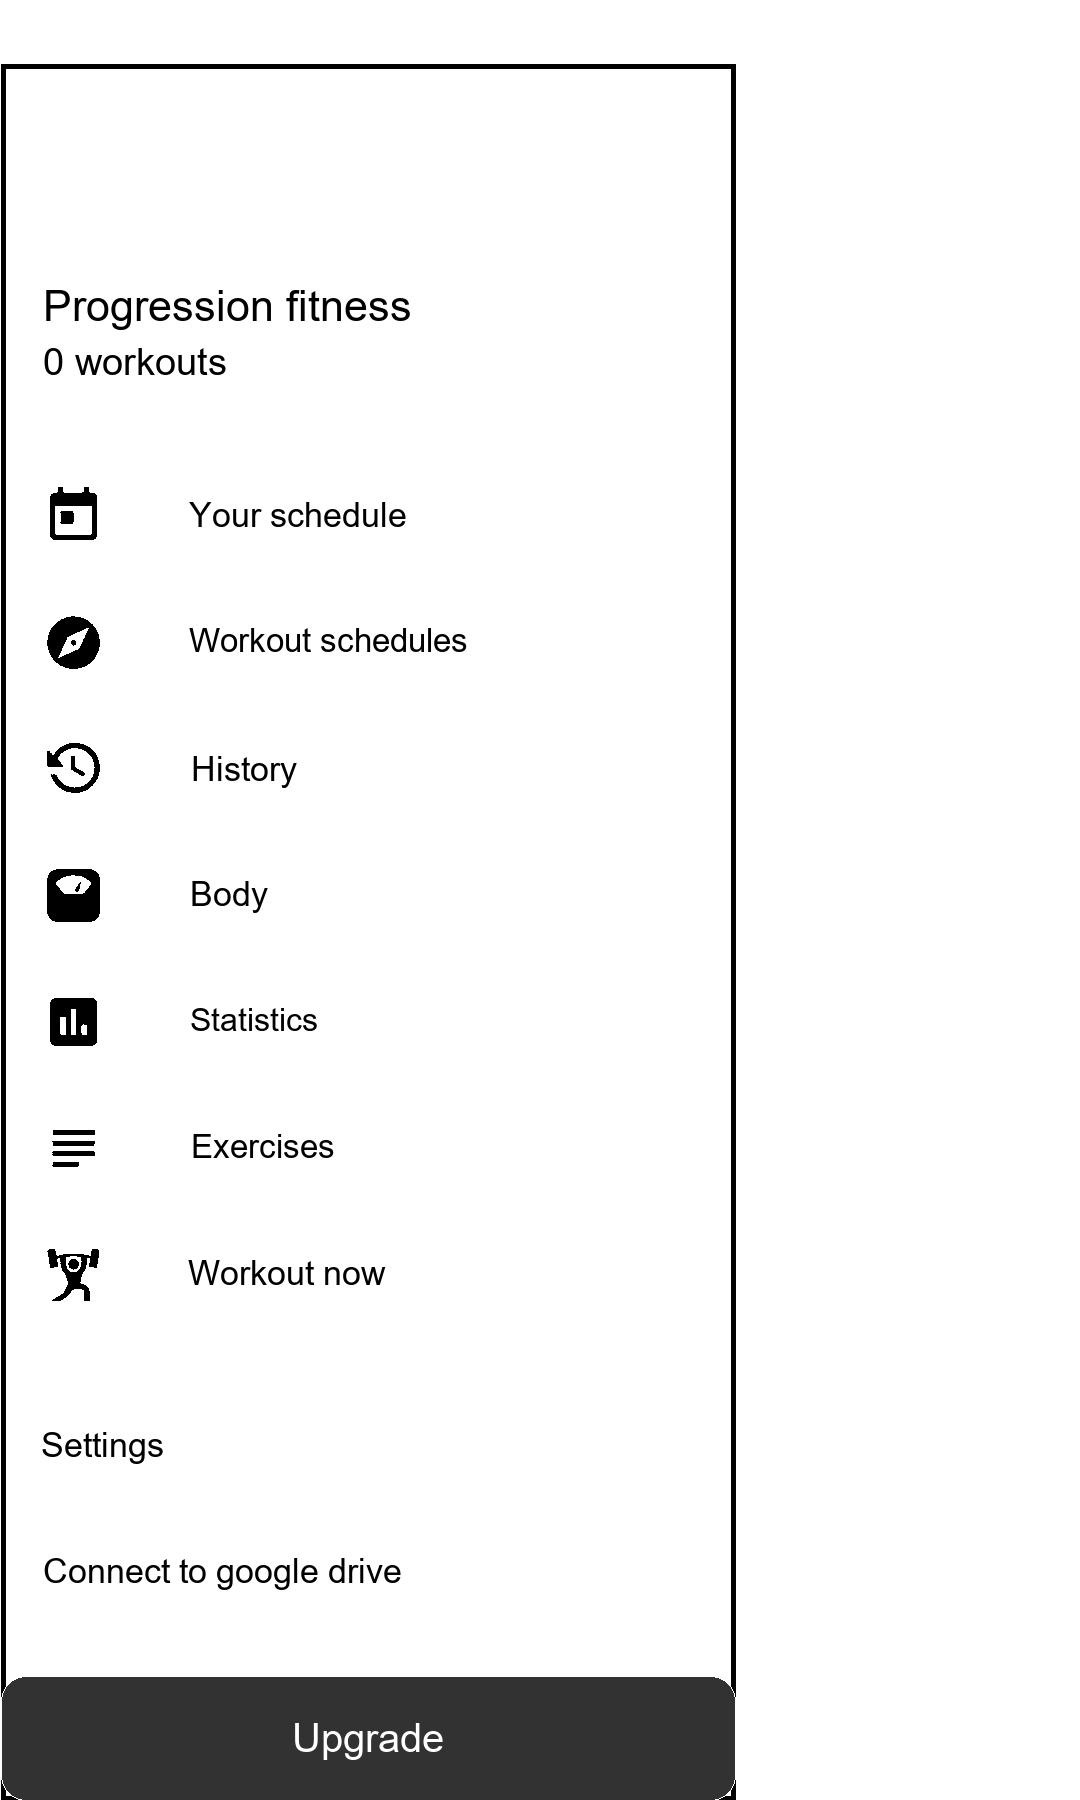 Progression fitness
0 workouts
Your schedule
Workout schedules
History
Body
Statistics
Exercises
Workout now
Settings
Connect to google drive
Upgrade